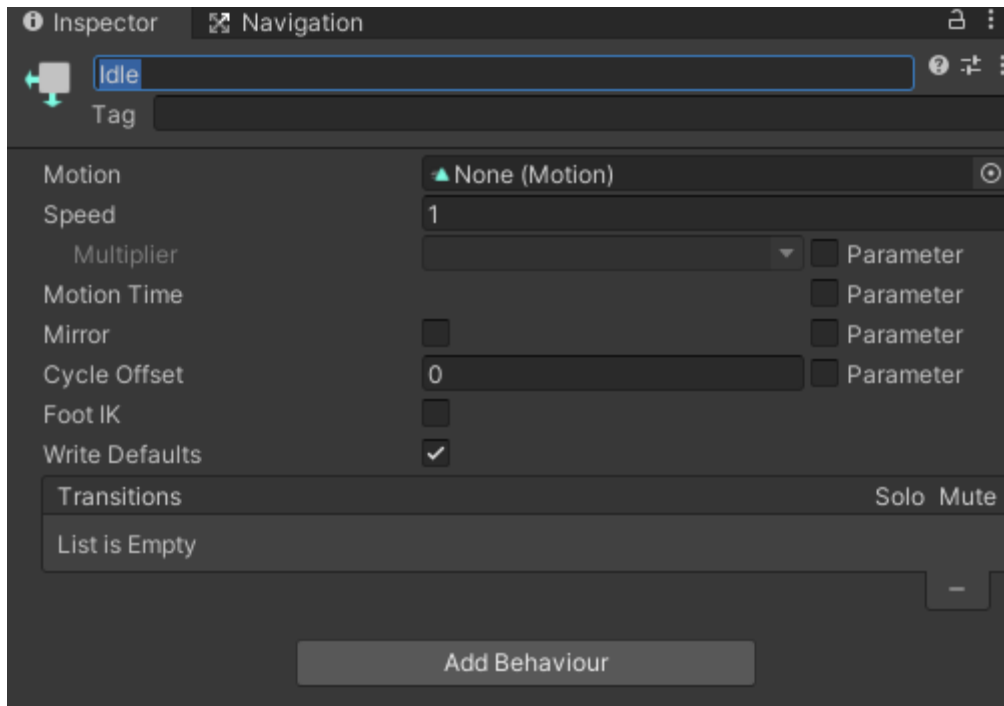 Inspector Navigation
Idle
Tag
Motion None (Motion)
Speed 1
Multiplier Parameter
Motion Time Parameter
Mirror Parameter
Cycle Offset 0 Parameter
Foot IK
Write Defaults
Transitions Solo Mute
List is Empty
Add Behaviour